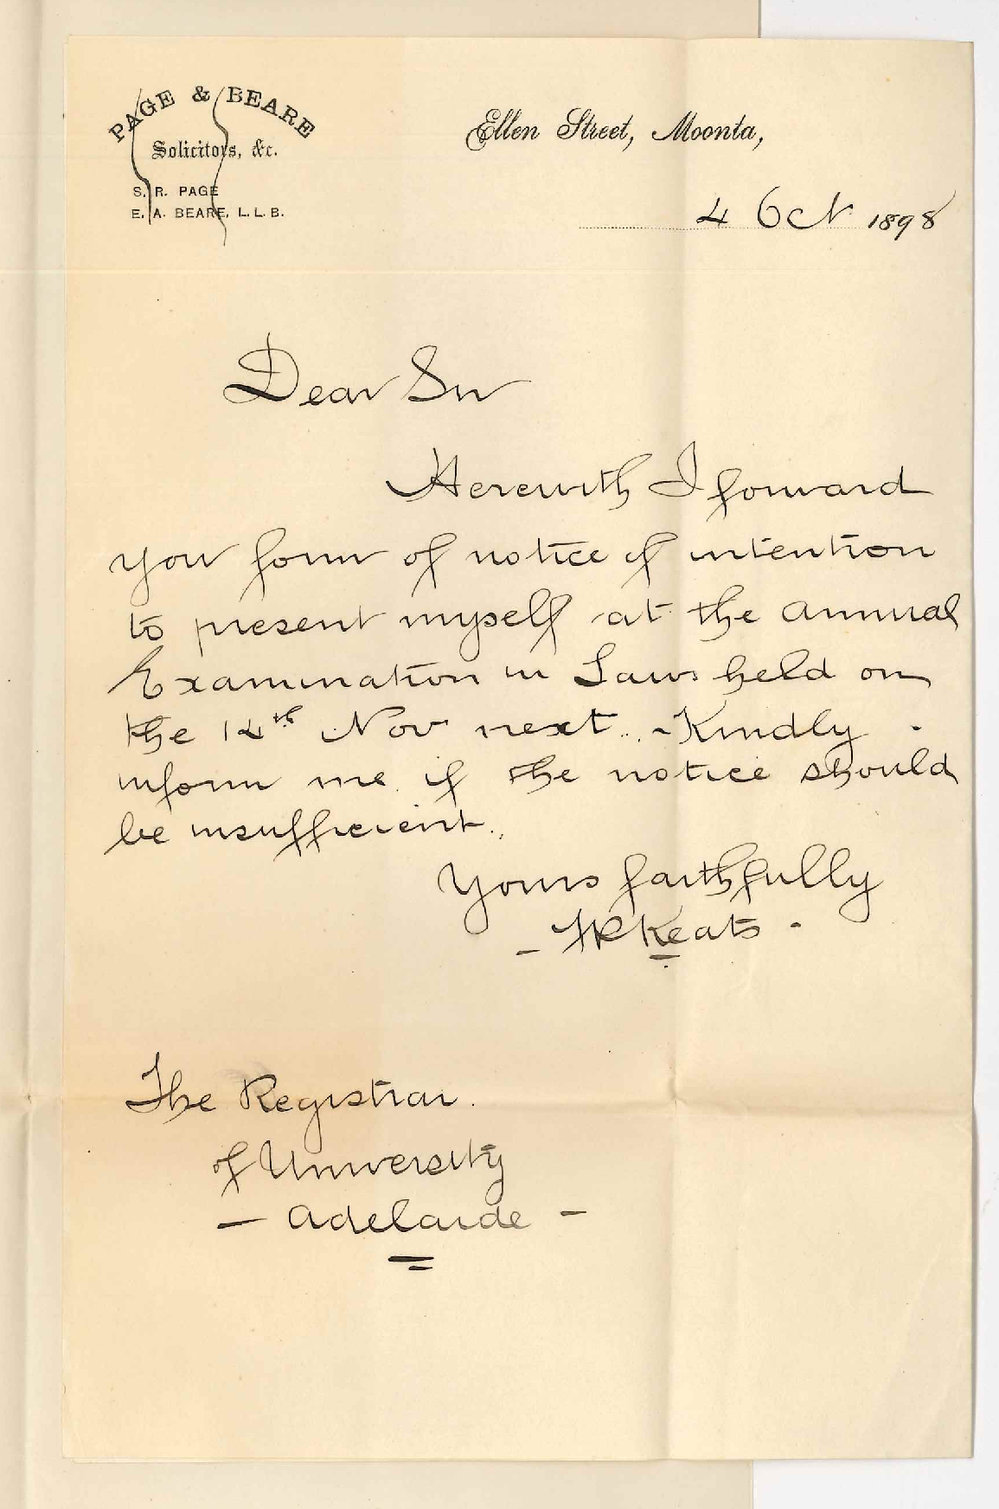 PAGE & BEARE
Solicitors, &c.
S. R. PAGE
E. A. BEARE, L.L.B.
Ellen Street, Moonta,
4 Oct 1898
Dear Sir
Herewith I forward
you form of notice of intention
to present myself at the annual
Examination in Laws held on
the 14th Nov next. Kindly
inform me if the notice should
be insufficient.
Yours faithfully
- FR Keats -
The Registrar.
of University
- Adelaide -